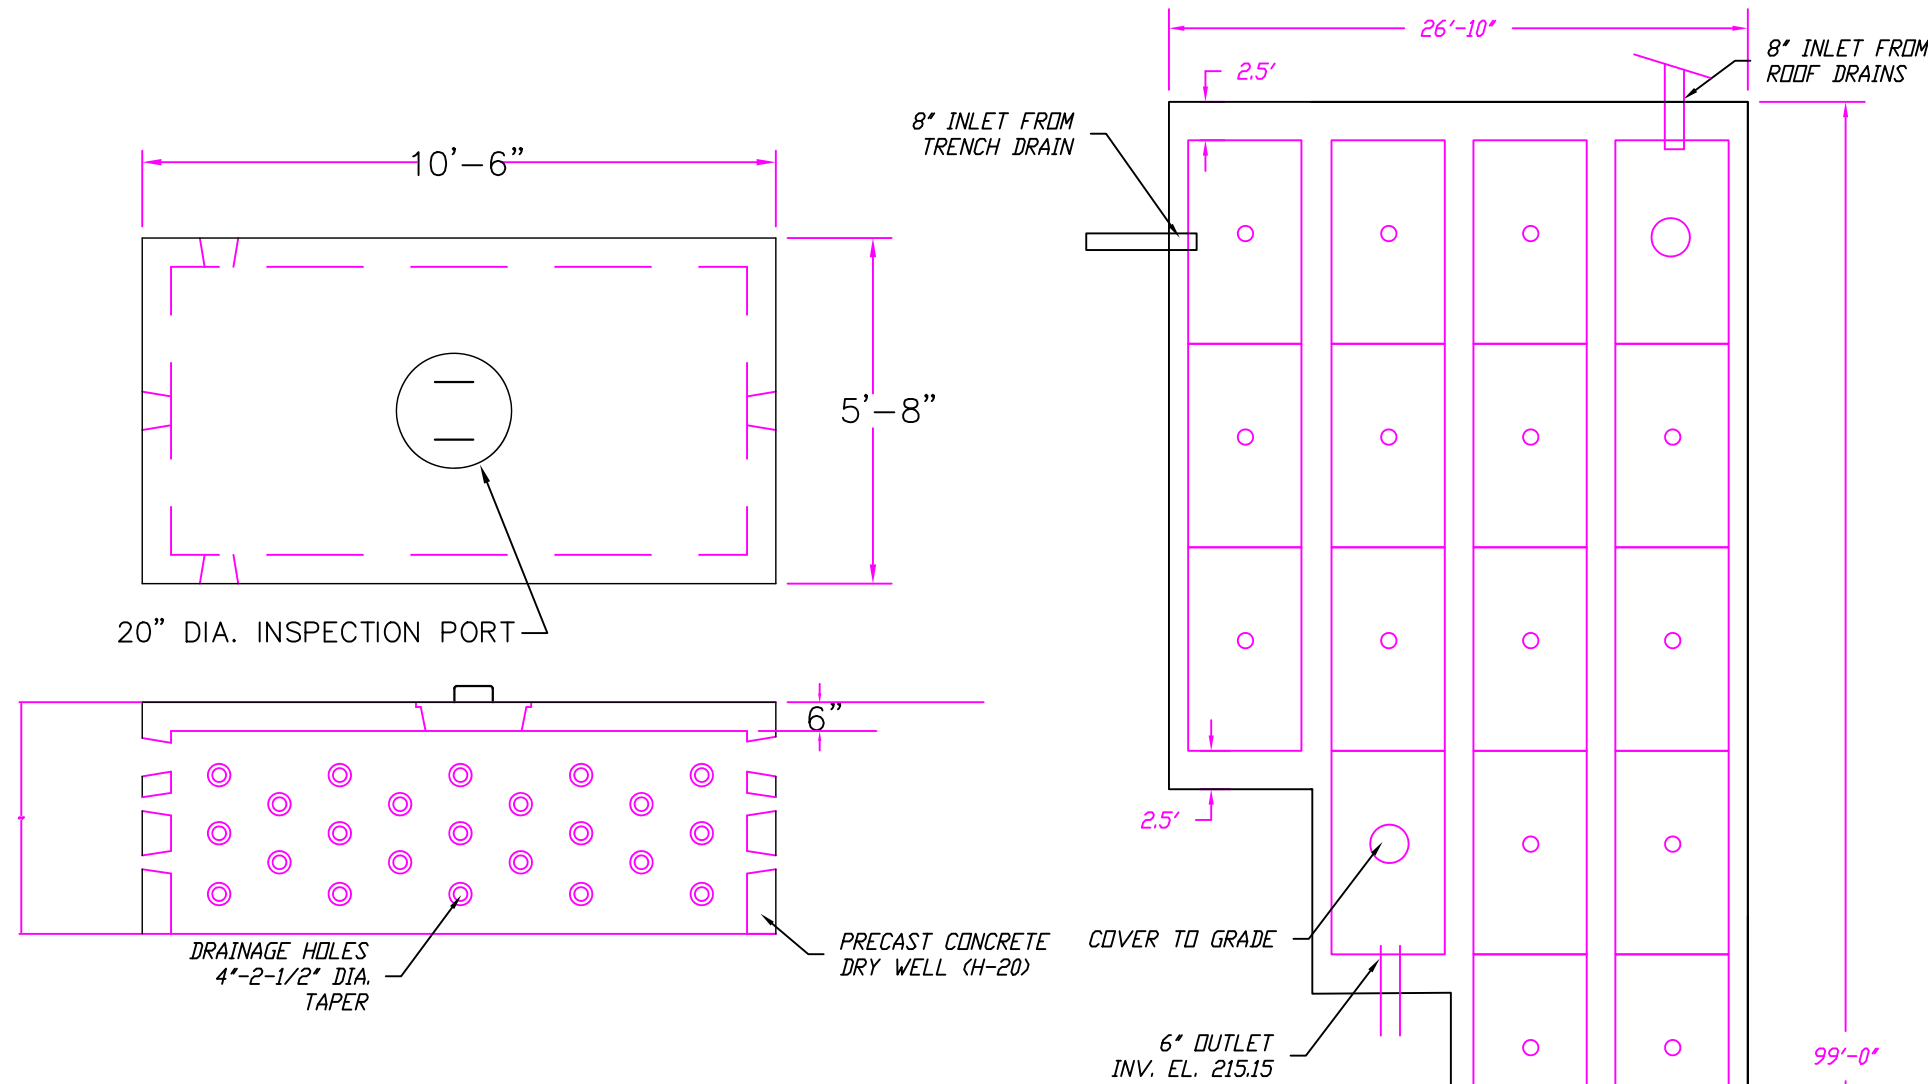 10'-6"
5'-8"
20" DIA. INSPECTION PORT
6"
DRAINAGE HOLES
4"-2-1/2" DIA.
TAPER
PRECAST CONCRETE
DRY WELL (H-20)
26'-10"
2.5'
8" INLET FROM
ROOF DRAINS
8" INLET FROM
TRENCH DRAIN
2.5'
COVER TO GRADE
6" OUTLET
INV. EL. 215.15
99'-0"